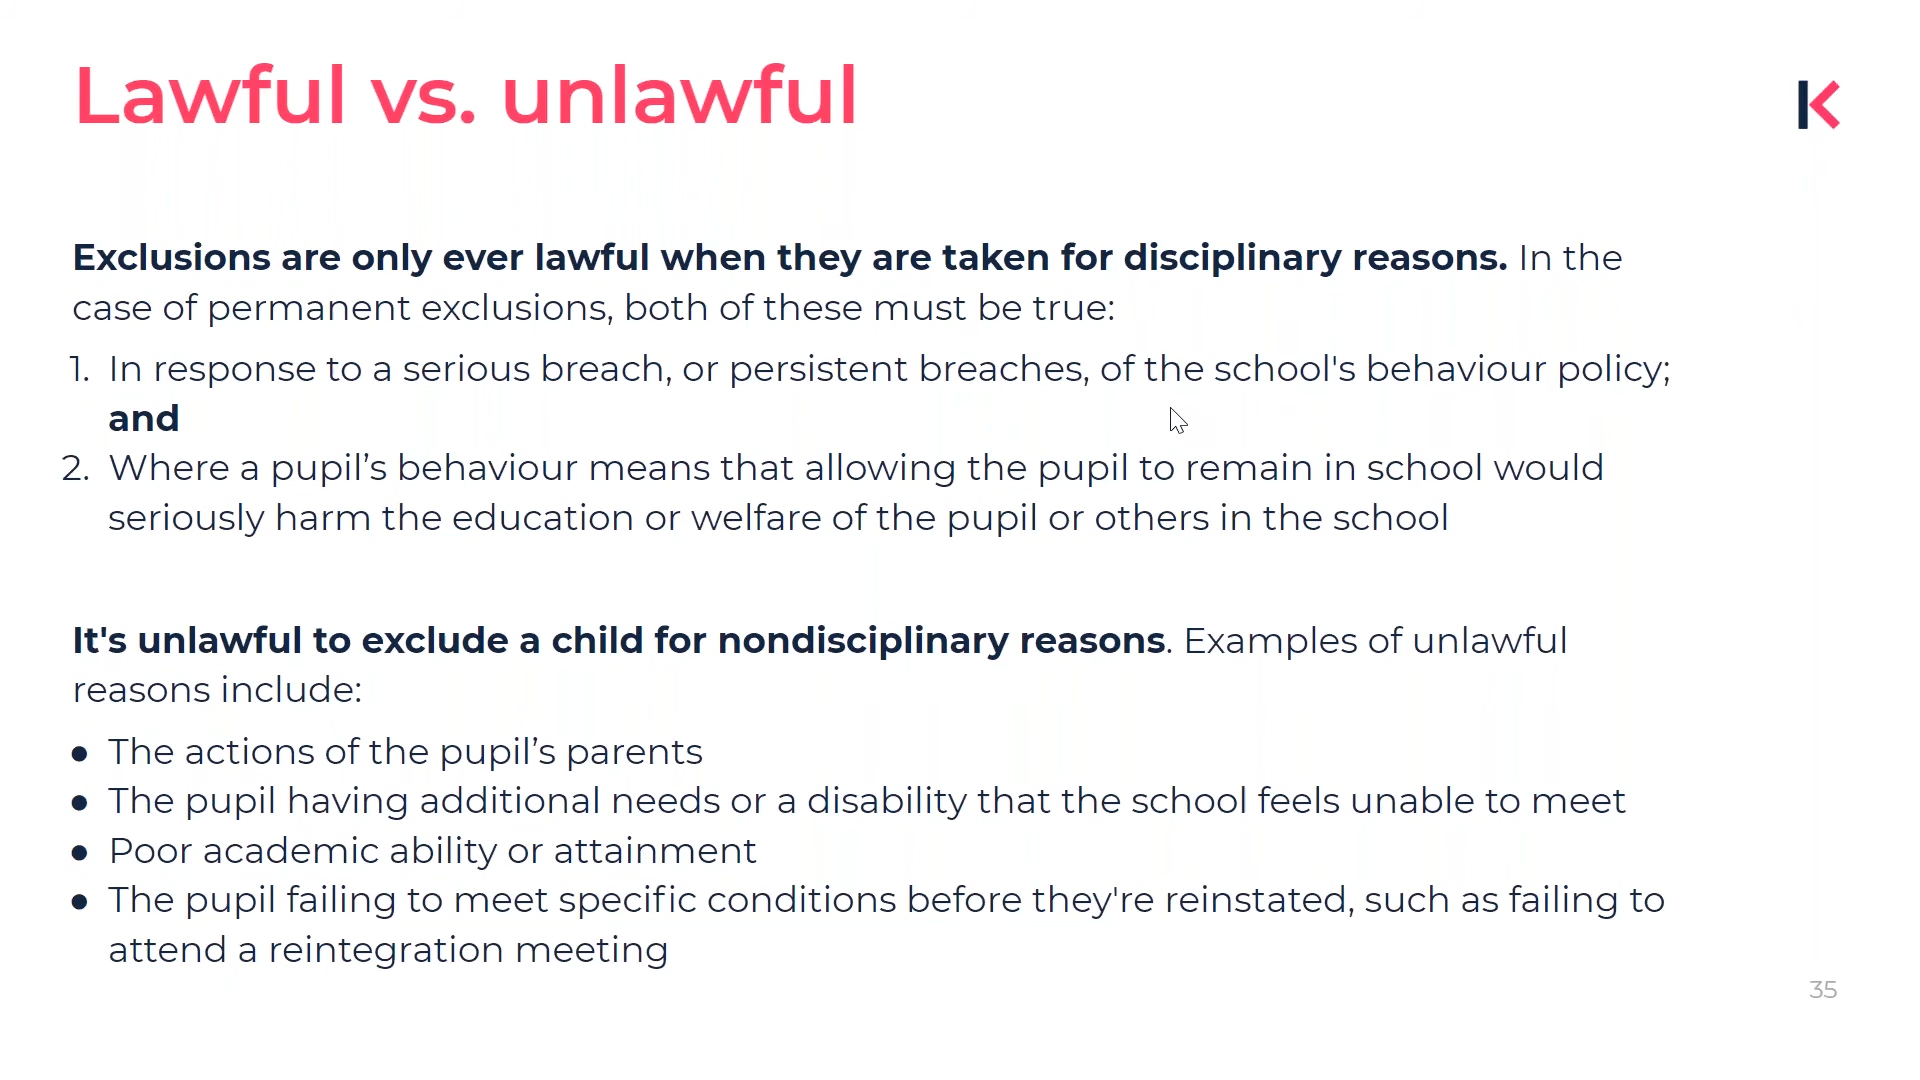 Lawful vs. unlawful
K
Exclusions are only ever lawful when they are taken for disciplinary reasons. In the
case of permanent exclusions, both of these must be true:
1. In response to a serious breach, or persistent breaches, of the school's behaviour policy;
and
2. Where a pupil’s behaviour means that allowing the pupil to remain in school would
seriously harm the education or welfare of the pupil or others in the school
It's unlawful to exclude a child for nondisciplinary reasons. Examples of unlawful
reasons include:
● The actions of the pupil’s parents
● The pupil having additional needs or a disability that the school feels unable to meet
● Poor academic ability or attainment
● The pupil failing to meet specific conditions before they're reinstated, such as failing to
attend a reintegration meeting
35